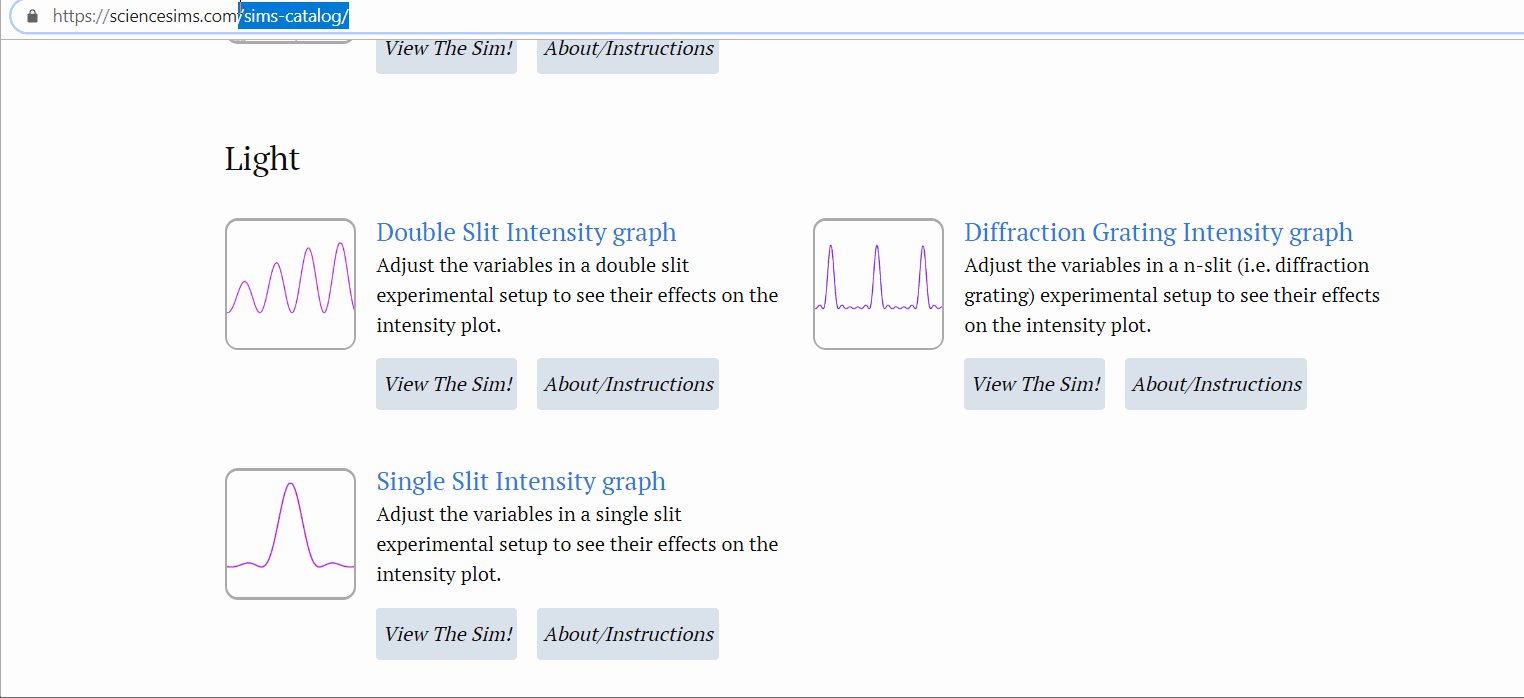 https://sciencesims.com/sims-catalog/
View The Sim! About/Instructions
Light
Double Slit Intensity graph
Adjust the variables in a double slit
experimental setup to see their effects on the
intensity plot.
View The Sim! About/Instructions
Diffraction Grating Intensity graph
Adjust the variables in a n-slit (i.e. diffraction
grating) experimental setup to see their effects
on the intensity plot.
View The Sim! About/Instructions
Single Slit Intensity graph
Adjust the variables in a single slit
experimental setup to see their effects on the
intensity plot.
View The Sim! About/Instructions